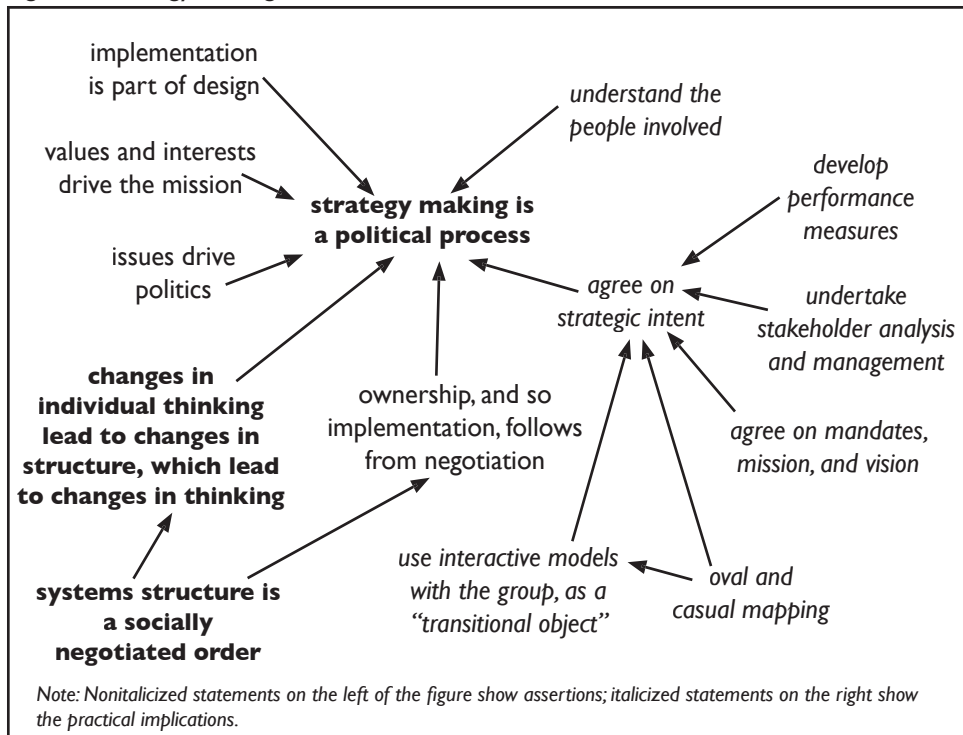 implementation
is part of design
understand the
people involved
values and interests
drive the mission
develop
performance
measures
strategy making is
a political process
issues drive
politics
agree on
strategic intent
undertake
stakeholder analysis
and management
changes in
individual thinking
lead to changes in
structure, which lead
to changes in thinking
ownership, and so
implementation, follows
from negotiation
agree on mandates,
mission, and vision
use interactive models
with the group, as a
“transitional object”
oval and
casual mapping
systems structure is
a socially
negotiated order
Note: Nonitalicized statements on the left of the figure show assertions; italicized statements on the right show
the practical implications.